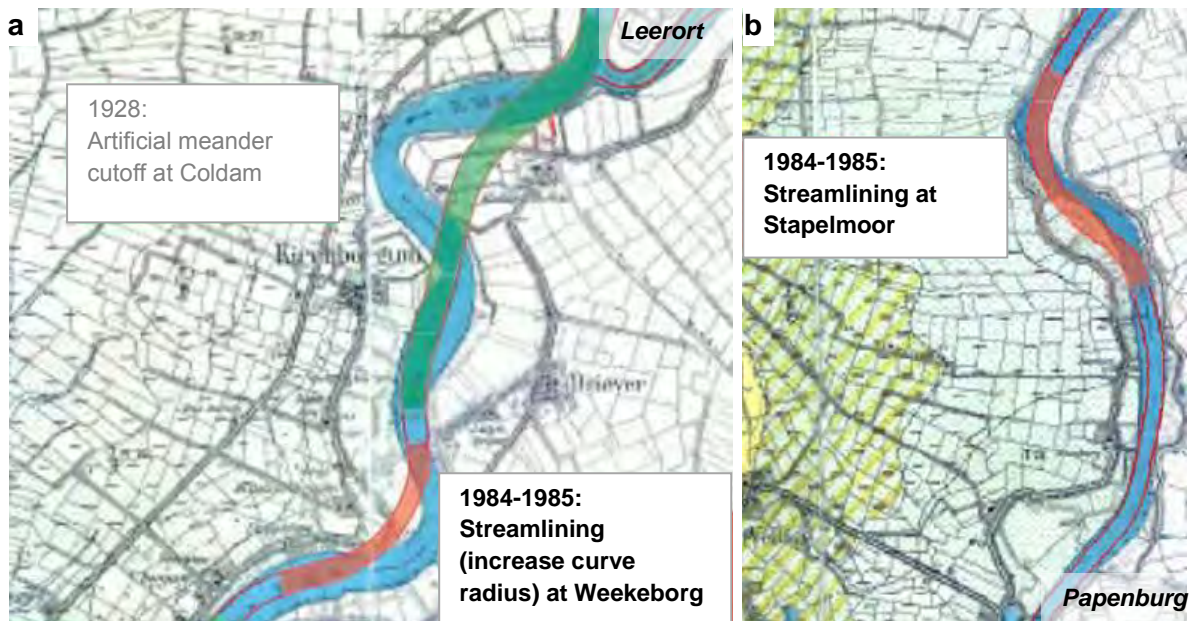 a
Leerort
1928:
Artificial meander
cutoff at Coldam
1984-1985:
Streamlining
(increase curve
radius) at Weekeborg
b
1984-1985:
Streamlining at
Stapelmoor
Papenburg